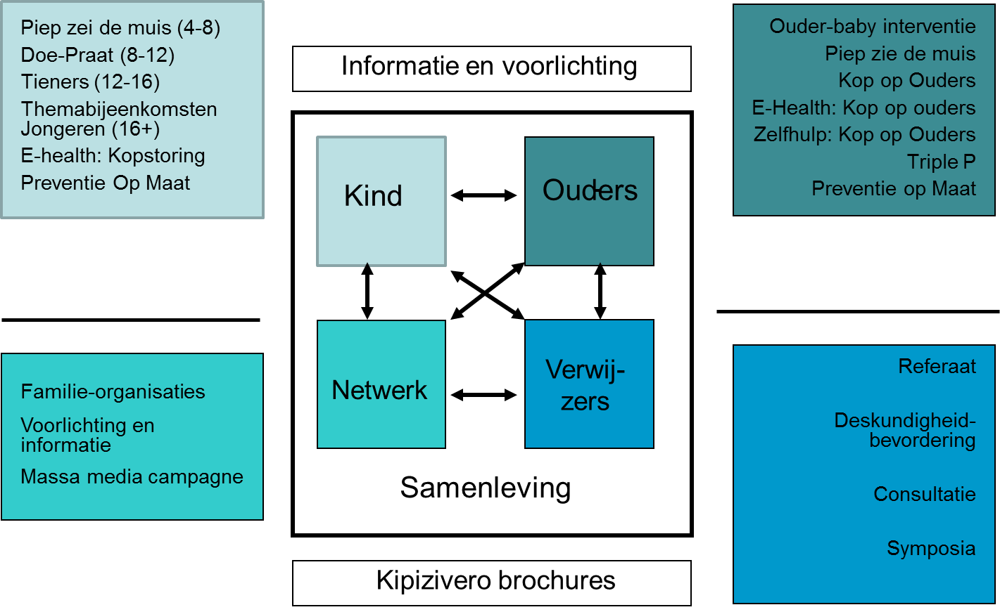 Piep zei de muis (4-8)
Doe-Praat (8-12)
Tieners (12-16)
Themabijeenkomsten
Jongeren (16+)
E-health: Kopstoring
Preventie Op Maat
Informatie en voorlichting
Ouder-baby interventie
Piep zie de muis
Kop op Ouders
E-Health: Kop op ouders
Zelfhulp: Kop op Ouders
Triple P
Preventie op Maat
Kind
Ouders
Netwerk
Verwij-
zers
Samenleving
Familie-organisaties
Voorlichting en
informatie
Massa media campagne
Referaat
Deskundigheid-
bevordering
Consultatie
Symposia
Kipizivero brochures